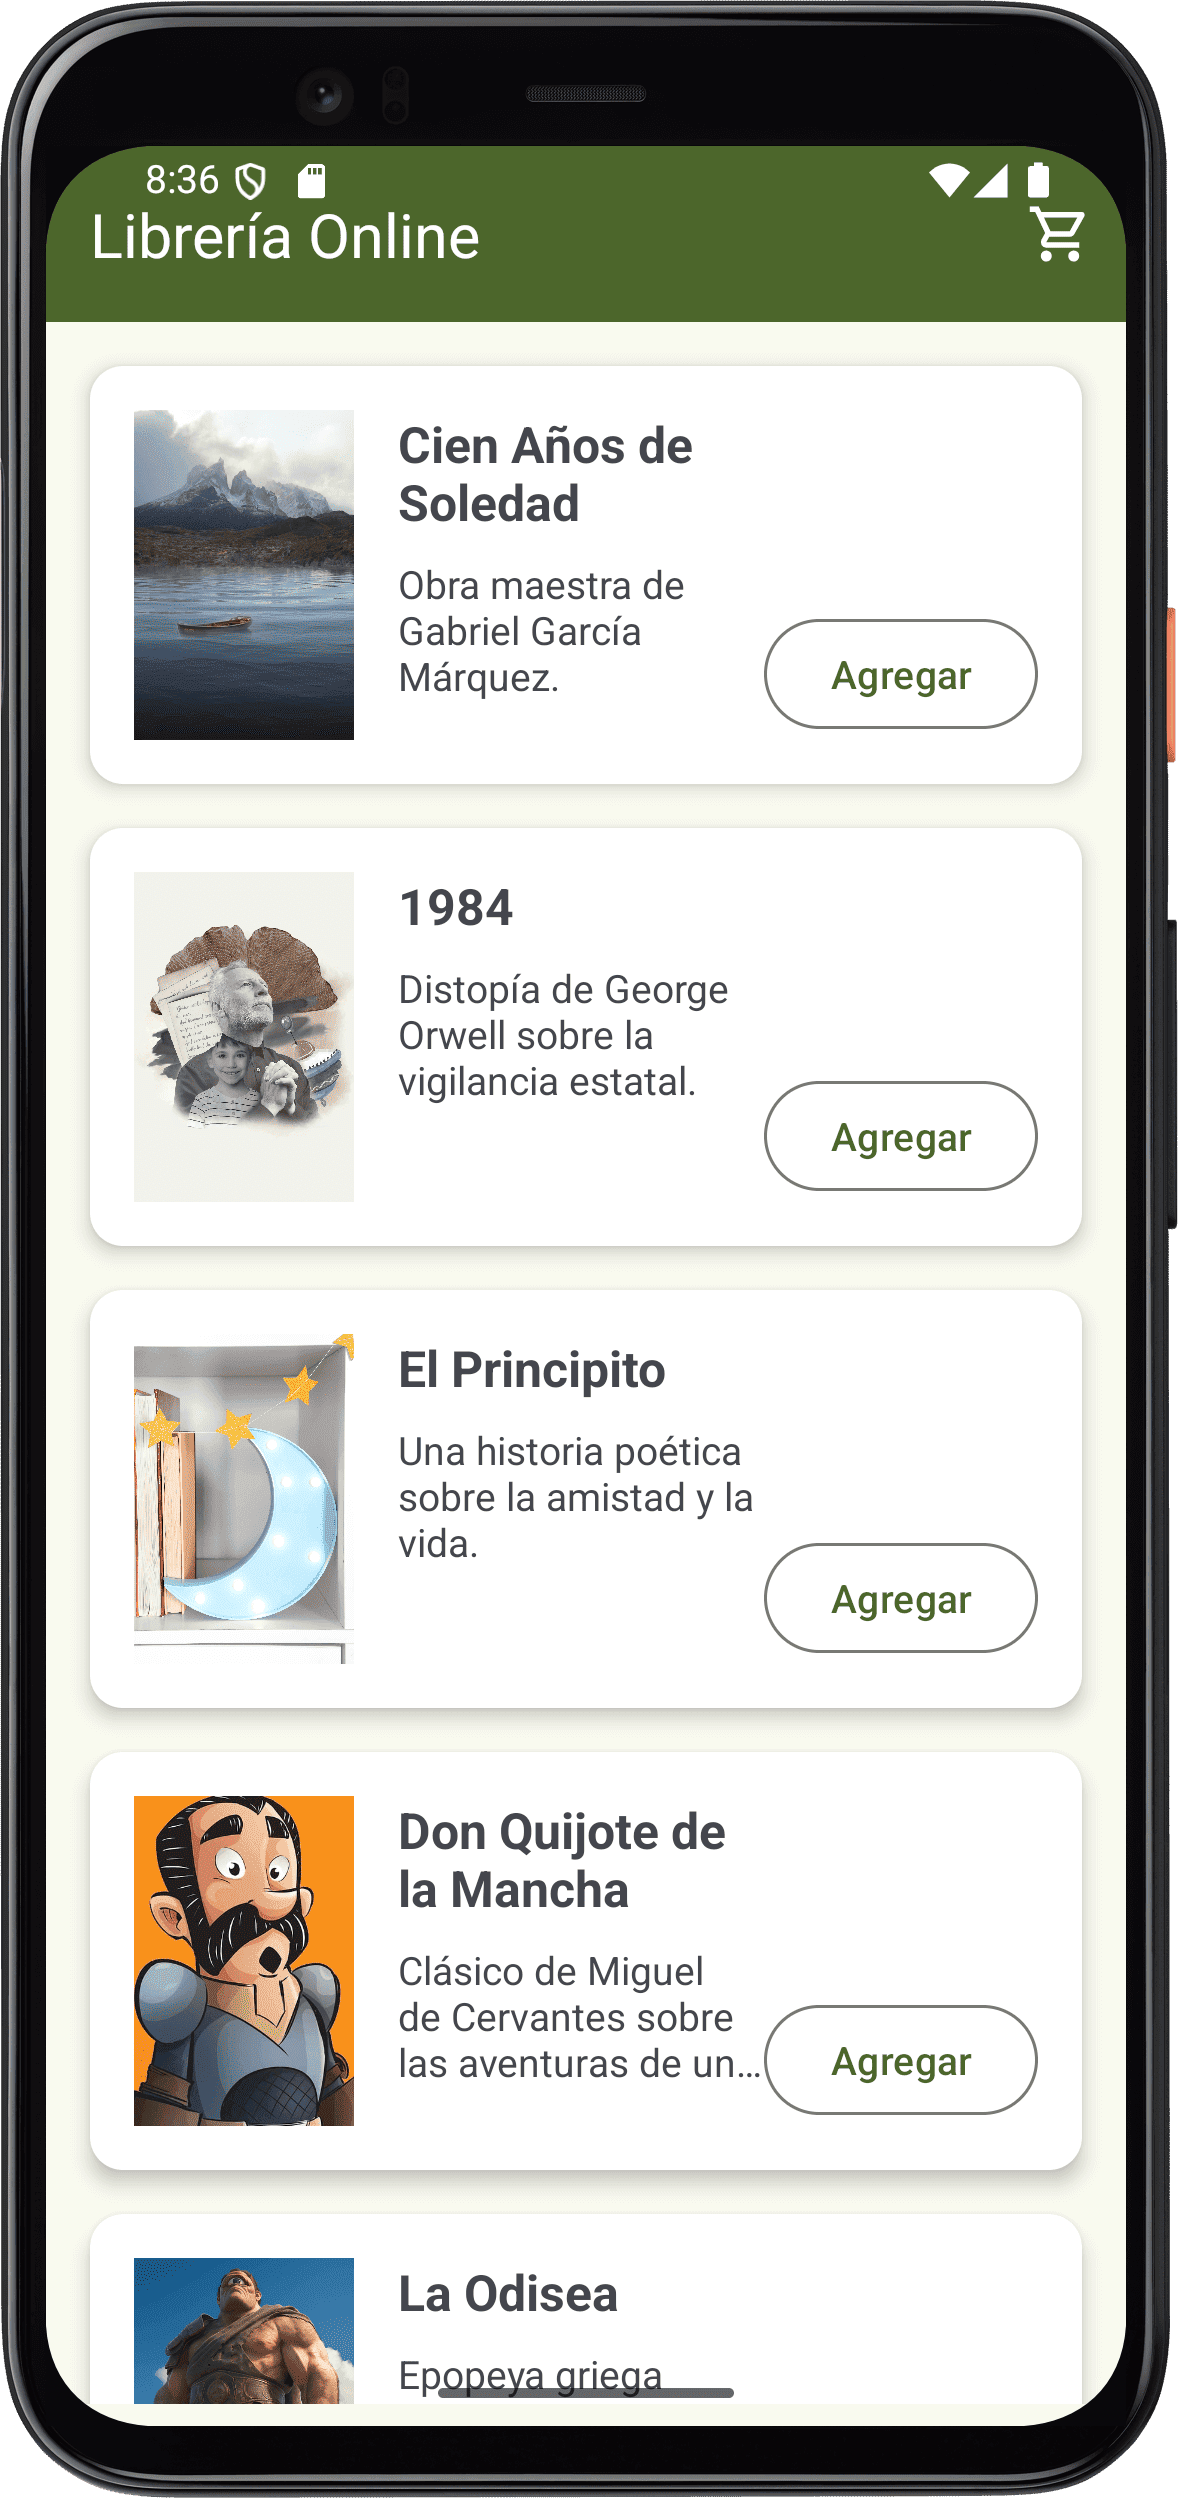 8:36
Librería Online
Cien Años de
Soledad
Obra maestra de
Gabriel García
Márquez.
Agregar
1984
Distopía de George
Orwell sobre la
vigilancia estatal.
Agregar
El Principito
Una historia poética
sobre la amistad y la
vida.
Agregar
Don Quijote de
la Mancha
Clásico de Miguel
de Cervantes sobre
las aventuras de un...
Agregar
La Odisea
Epopeya griega